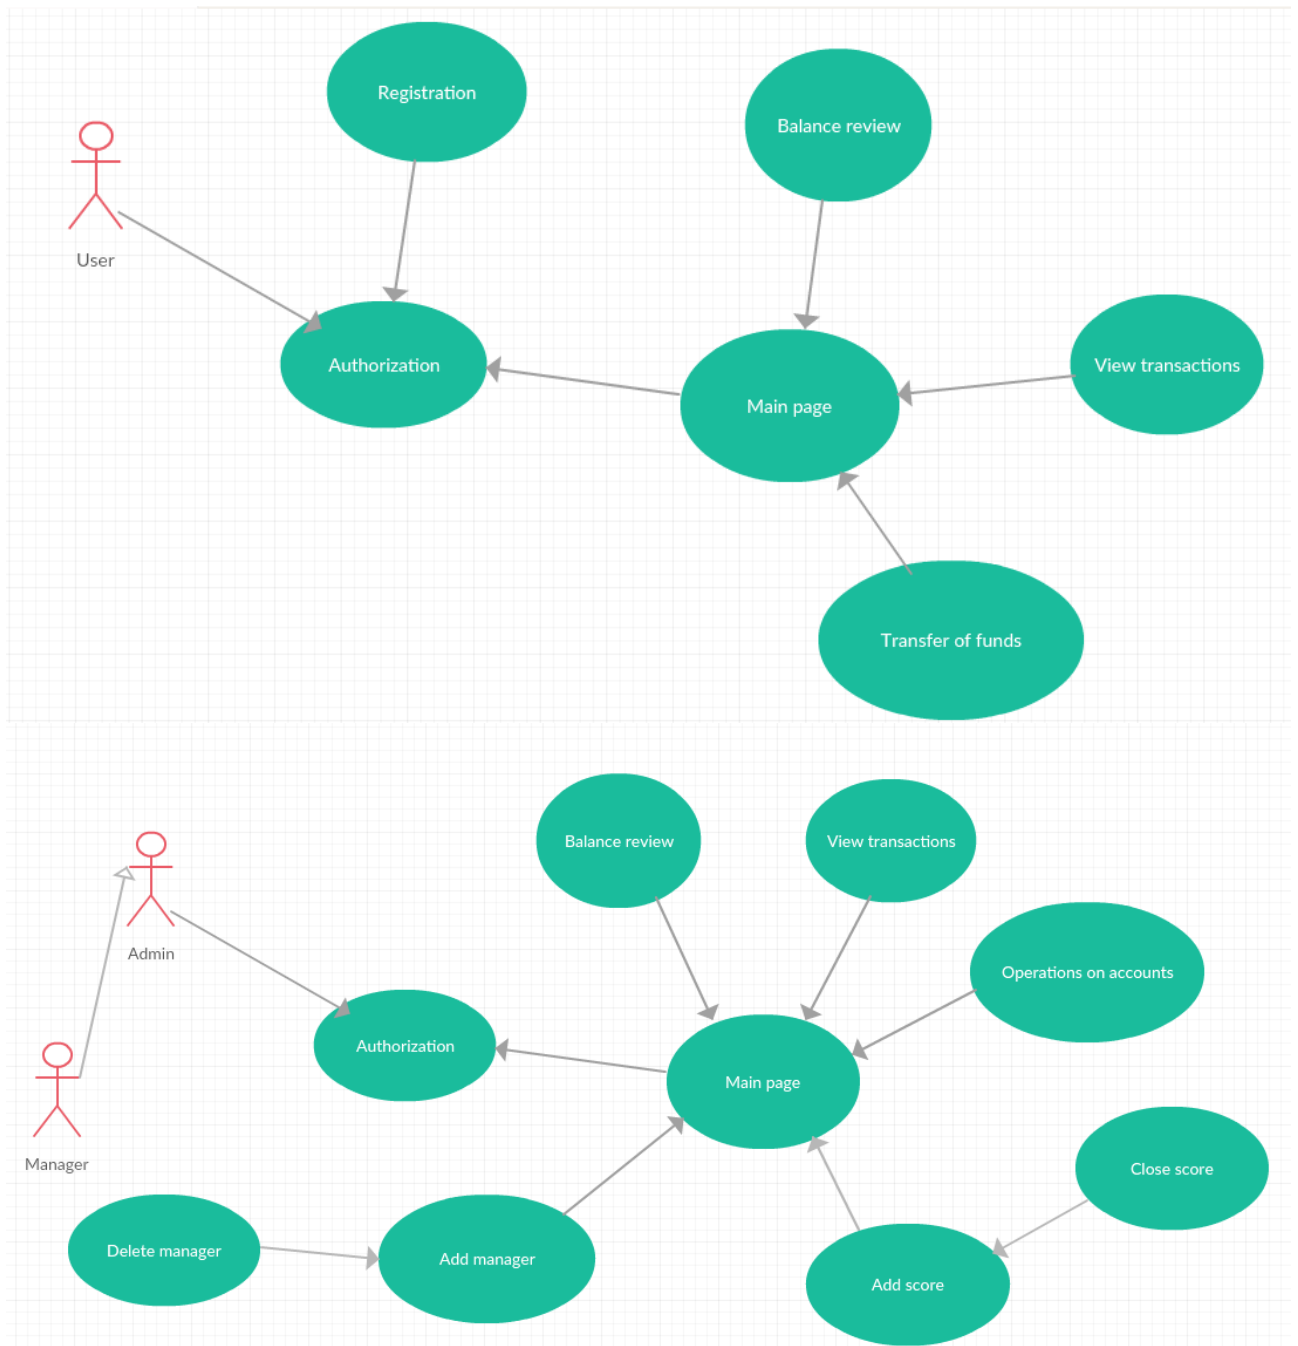 Registration
Balance review
User
Authorization
View transactions
Main page
Transfer of funds
Balance review
View transactions
Admin
Operations on accounts
Authorization
Main page
Manager
Close score
Delete manager
Add manager
Add score